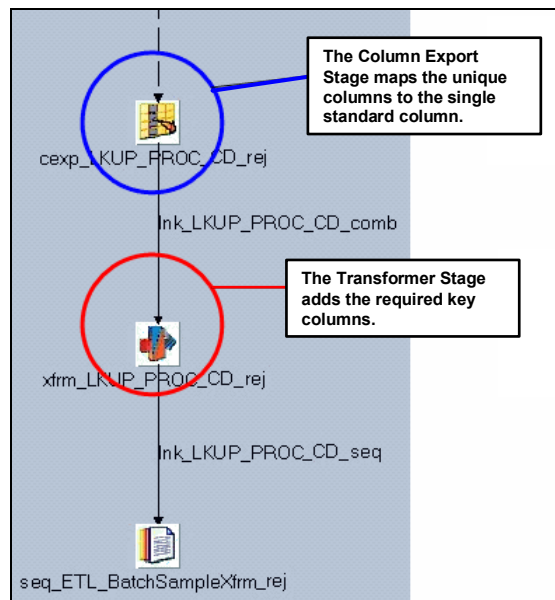 The Column Export
Stage maps the unique
columns to the single
standard column.
cexp_LKUP_PROC_CD_rej
lnk_LKUP_PROC_CD_comb
The Transformer Stage
adds the required key
columns.
xfrm_LKUP_PROC_CD_rej
lnk_LKUP_PROC_CD_seq
seq_ETL_BatchSampleXfrm_rej